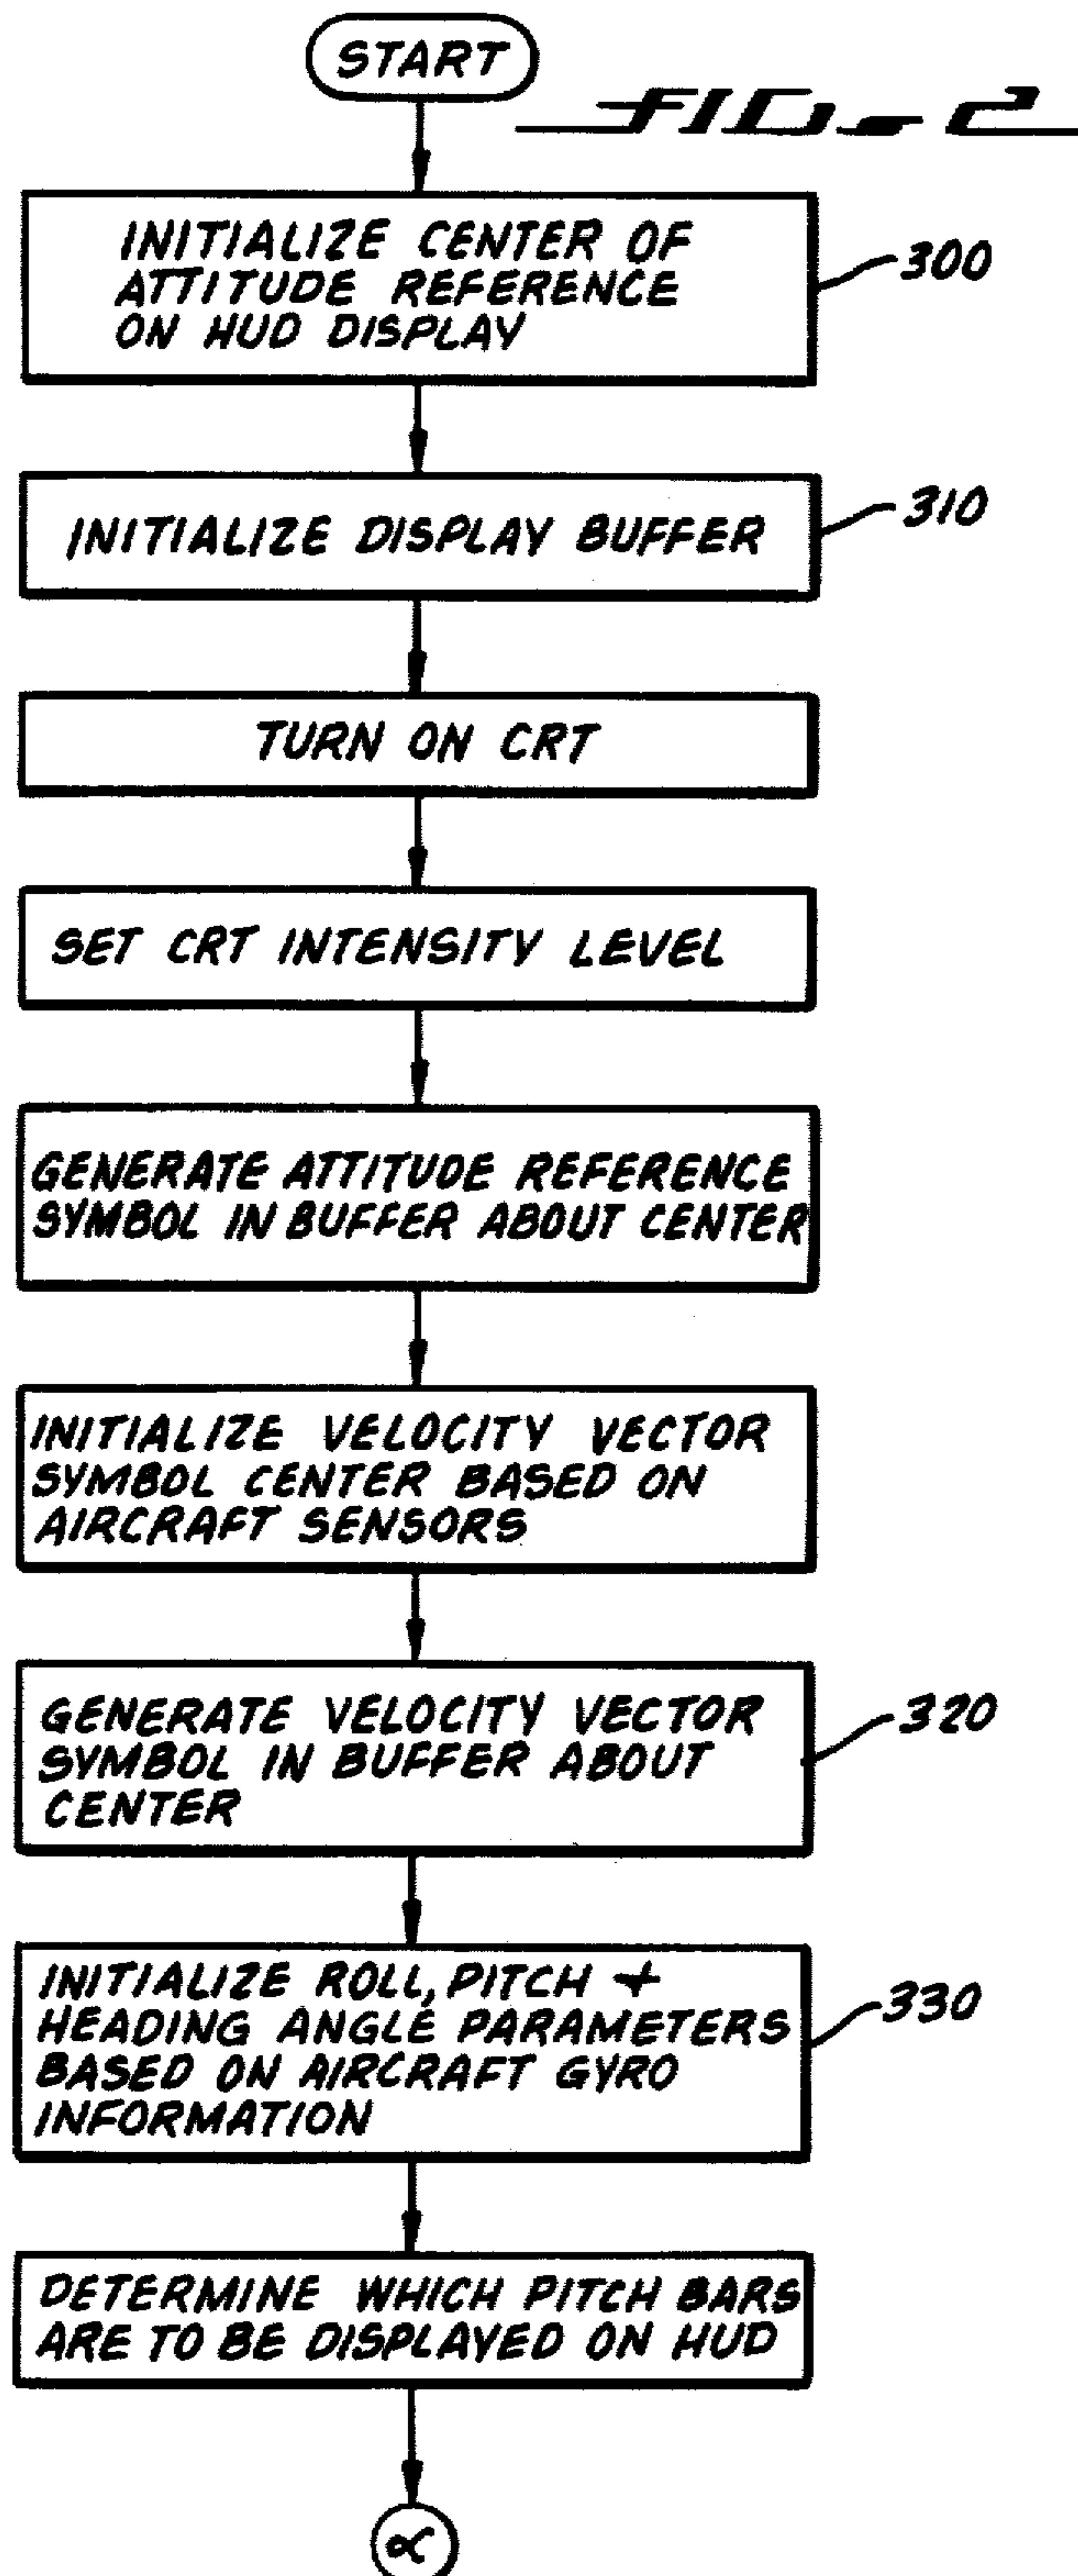 START
FIG. 2
INITIALIZE CENTER OF
ATTITUDE REFERENCE
ON HUD DISPLAY
300
INITIALIZE DISPLAY BUFFER
310
TURN ON CRT
SET CRT INTENSITY LEVEL
GENERATE ATTITUDE REFERENCE
SYMBOL IN BUFFER ABOUT CENTER
INITIALIZE VELOCITY VECTOR
SYMBOL CENTER BASED ON
AIRCRAFT SENSORS
GENERATE VELOCITY VECTOR
SYMBOL IN BUFFER ABOUT
CENTER
320
INITIALIZE ROLL, PITCH +
HEADING ANGLE PARAMETERS
BASED ON AIRCRAFT GYRO
INFORMATION
330
DETERMINE WHICH PITCH BARS
ARE TO BE DISPLAYED ON HUD
∝